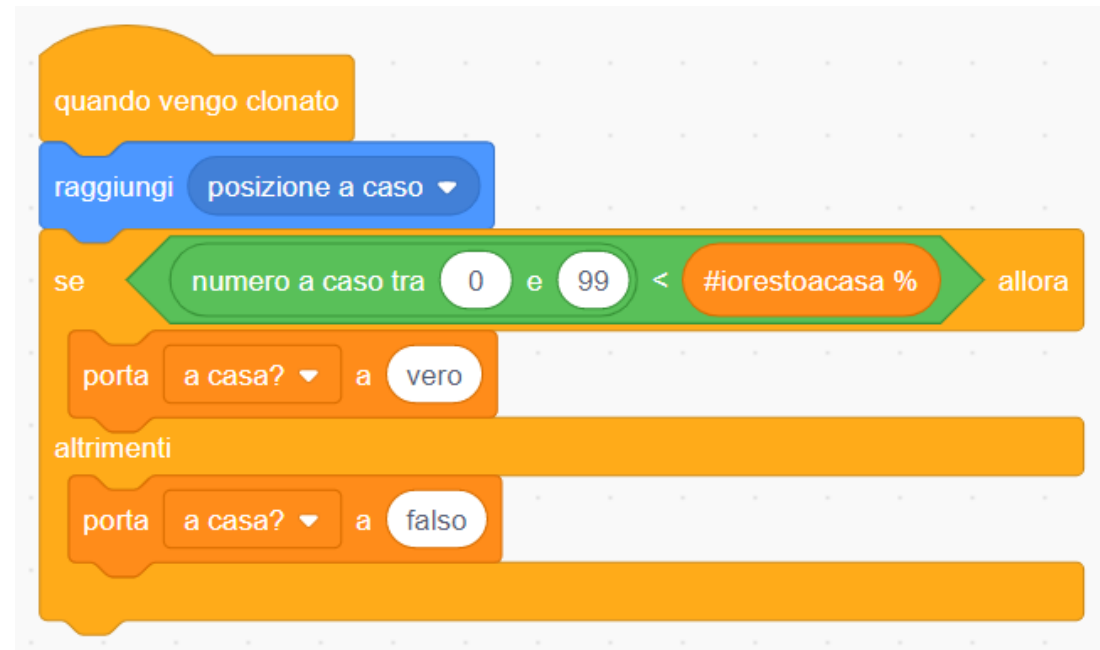 quando vengo clonato
raggiungi posizione a caso
se numero a caso tra 0 e 99 < #iorestoacasa % allora
porta a casa? a vero
altrimenti
porta a casa? a falso